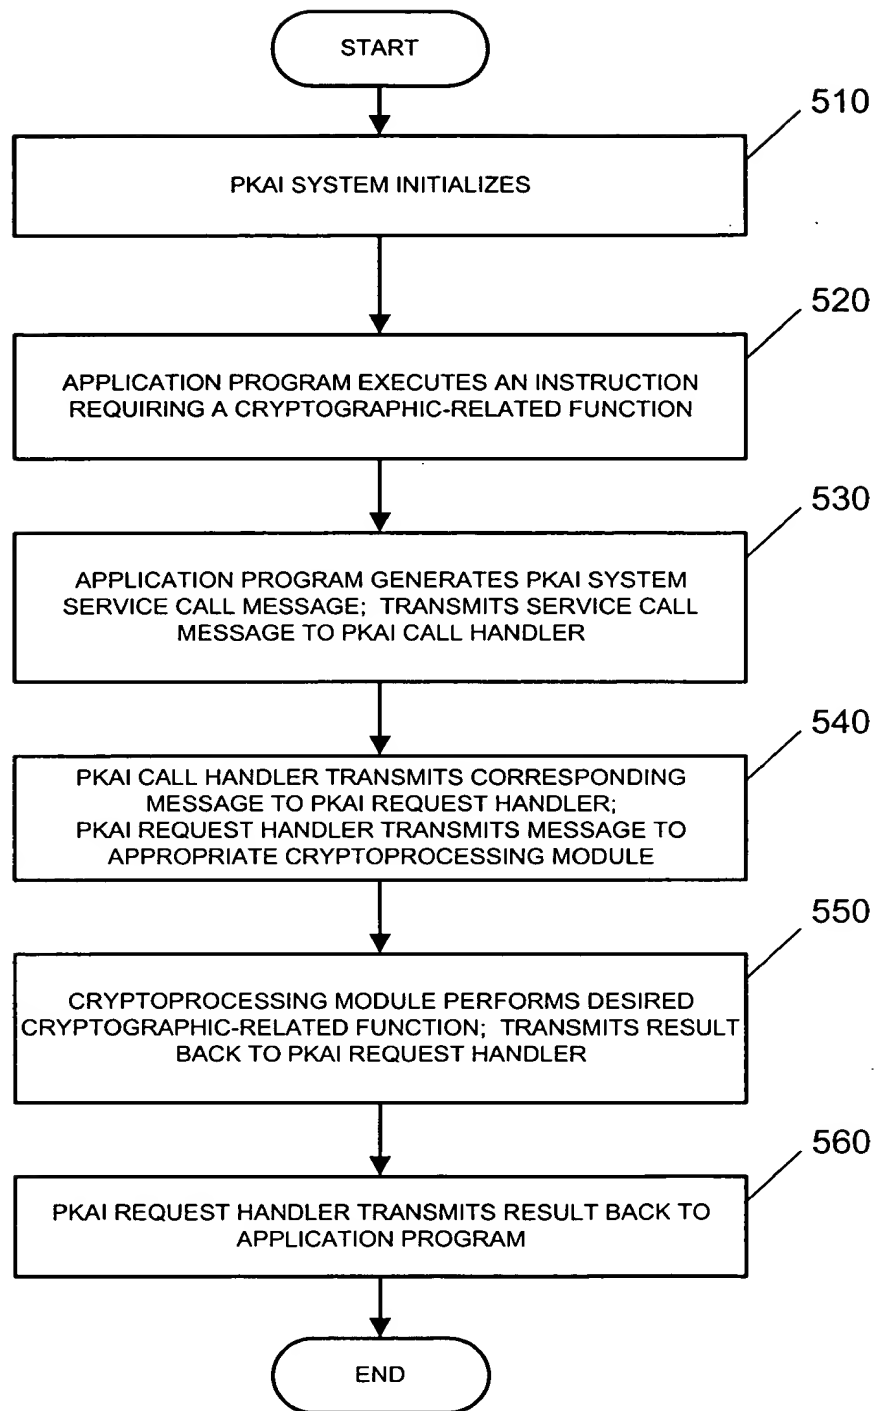 START
510
PKAI SYSTEM INITIALIZES
520
APPLICATION PROGRAM EXECUTES AN INSTRUCTION
REQUIRING A CRYPTOGRAPHIC-RELATED FUNCTION
530
APPLICATION PROGRAM GENERATES PKAI SYSTEM
SERVICE CALL MESSAGE; TRANSMITS SERVICE CALL
MESSAGE TO PKAI CALL HANDLER
540
PKAI CALL HANDLER TRANSMITS CORRESPONDING
MESSAGE TO PKAI REQUEST HANDLER;
PKAI REQUEST HANDLER TRANSMITS MESSAGE TO
APPROPRIATE CRYPTOPROCESSING MODULE
550
CRYPTOPROCESSING MODULE PERFORMS DESIRED
CRYPTOGRAPHIC-RELATED FUNCTION; TRANSMITS RESULT
BACK TO PKAI REQUEST HANDLER
560
PKAI REQUEST HANDLER TRANSMITS RESULT BACK TO
APPLICATION PROGRAM
END